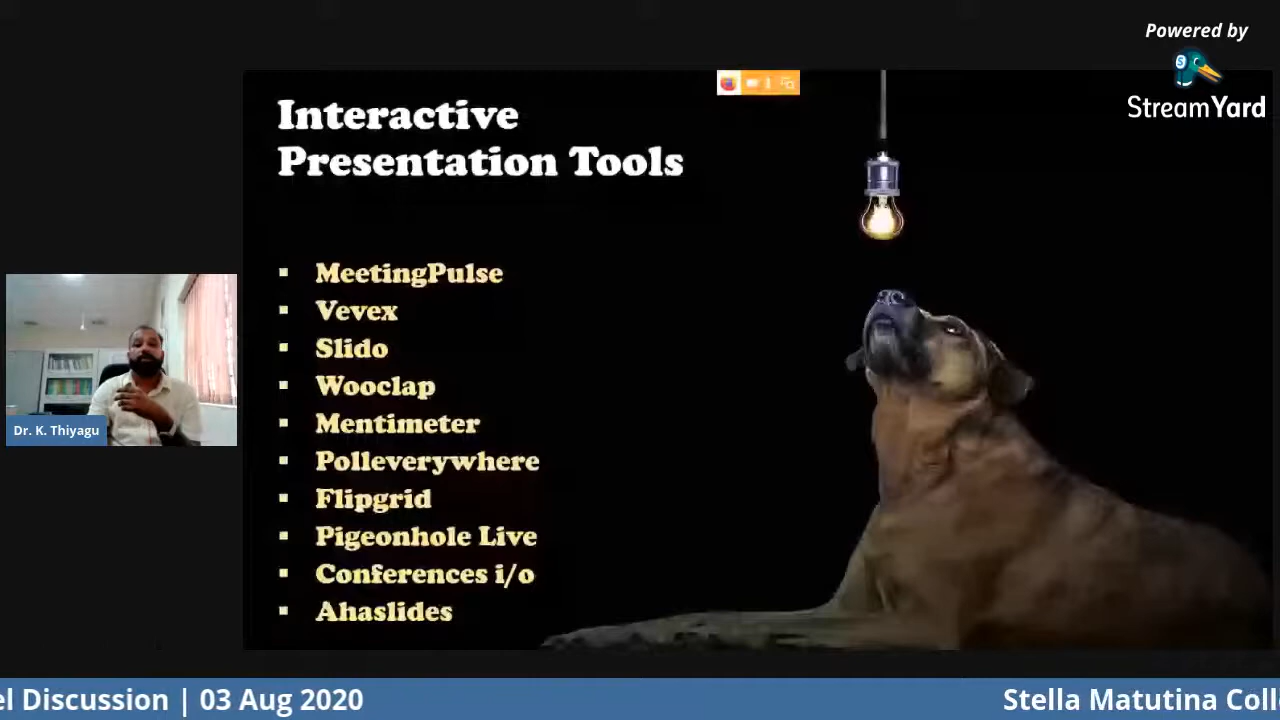 Powered by
StreamYard
Interactive
Presentation Tools
▪ MeetingPulse
▪ Vevex
▪ Slido
▪ Wooclap
▪ Mentimeter
▪ Polleverywhere
▪ Flipgrid
▪ Pigeonhole Live
▪ Conferences i/o
▪ Ahaslides
Dr. K. Thiyagu
el Discussion | 03 Aug 2020
Stella Matutina Coll